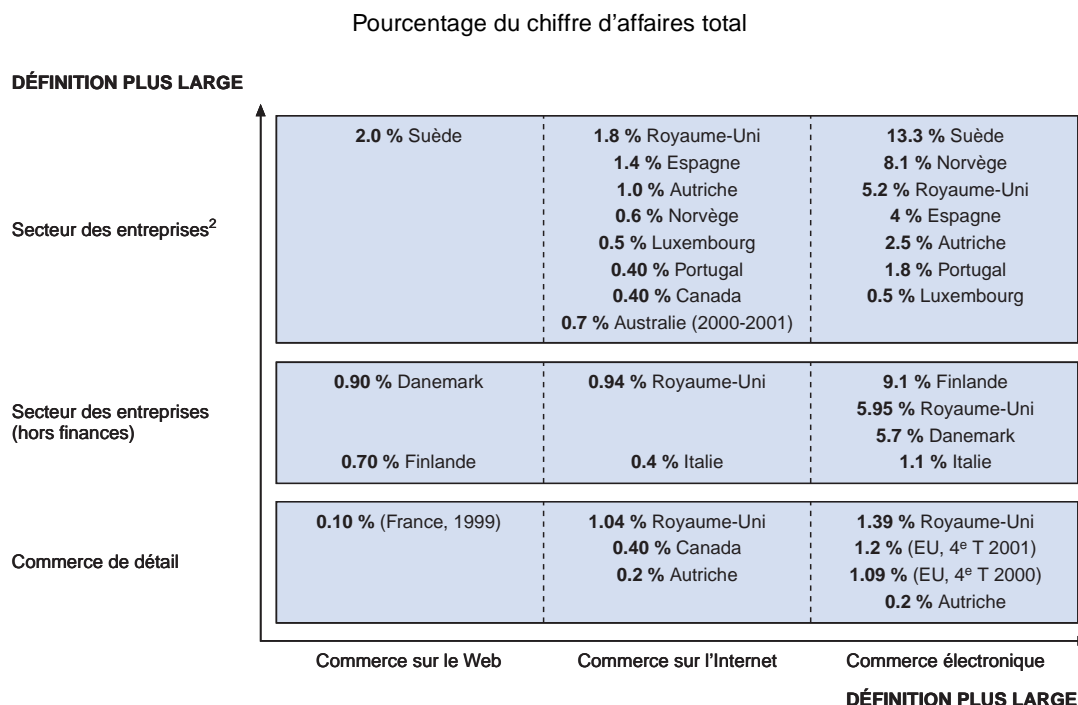 Pourcentage du chiffre d’affaires total
DÉFINITION PLUS LARGE
Secteur des entreprises²
2.0 % Suède
1.8 % Royaume-Uni
1.4 % Espagne
1.0 % Autriche
0.6 % Norvège
0.5 % Luxembourg
0.40 % Portugal
0.40 % Canada
0.7 % Australie (2000-2001)
13.3 % Suède
8.1 % Norvège
5.2 % Royaume-Uni
4 % Espagne
2.5 % Autriche
1.8 % Portugal
0.5 % Luxembourg
Secteur des entreprises
(hors finances)
0.90 % Danemark
0.70 % Finlande
0.94 % Royaume-Uni
0.4 % Italie
9.1 % Finlande
5.95 % Royaume-Uni
5.7 % Danemark
1.1 % Italie
Commerce de détail
0.10 % (France, 1999)
1.04 % Royaume-Uni
0.40 % Canada
0.2 % Autriche
1.39 % Royaume-Uni
1.2 % (EU, 4e T 2001)
1.09 % (EU, 4e T 2000)
0.2 % Autriche
Commerce sur le Web
Commerce sur l’Internet
Commerce électronique
DÉFINITION PLUS LARGE